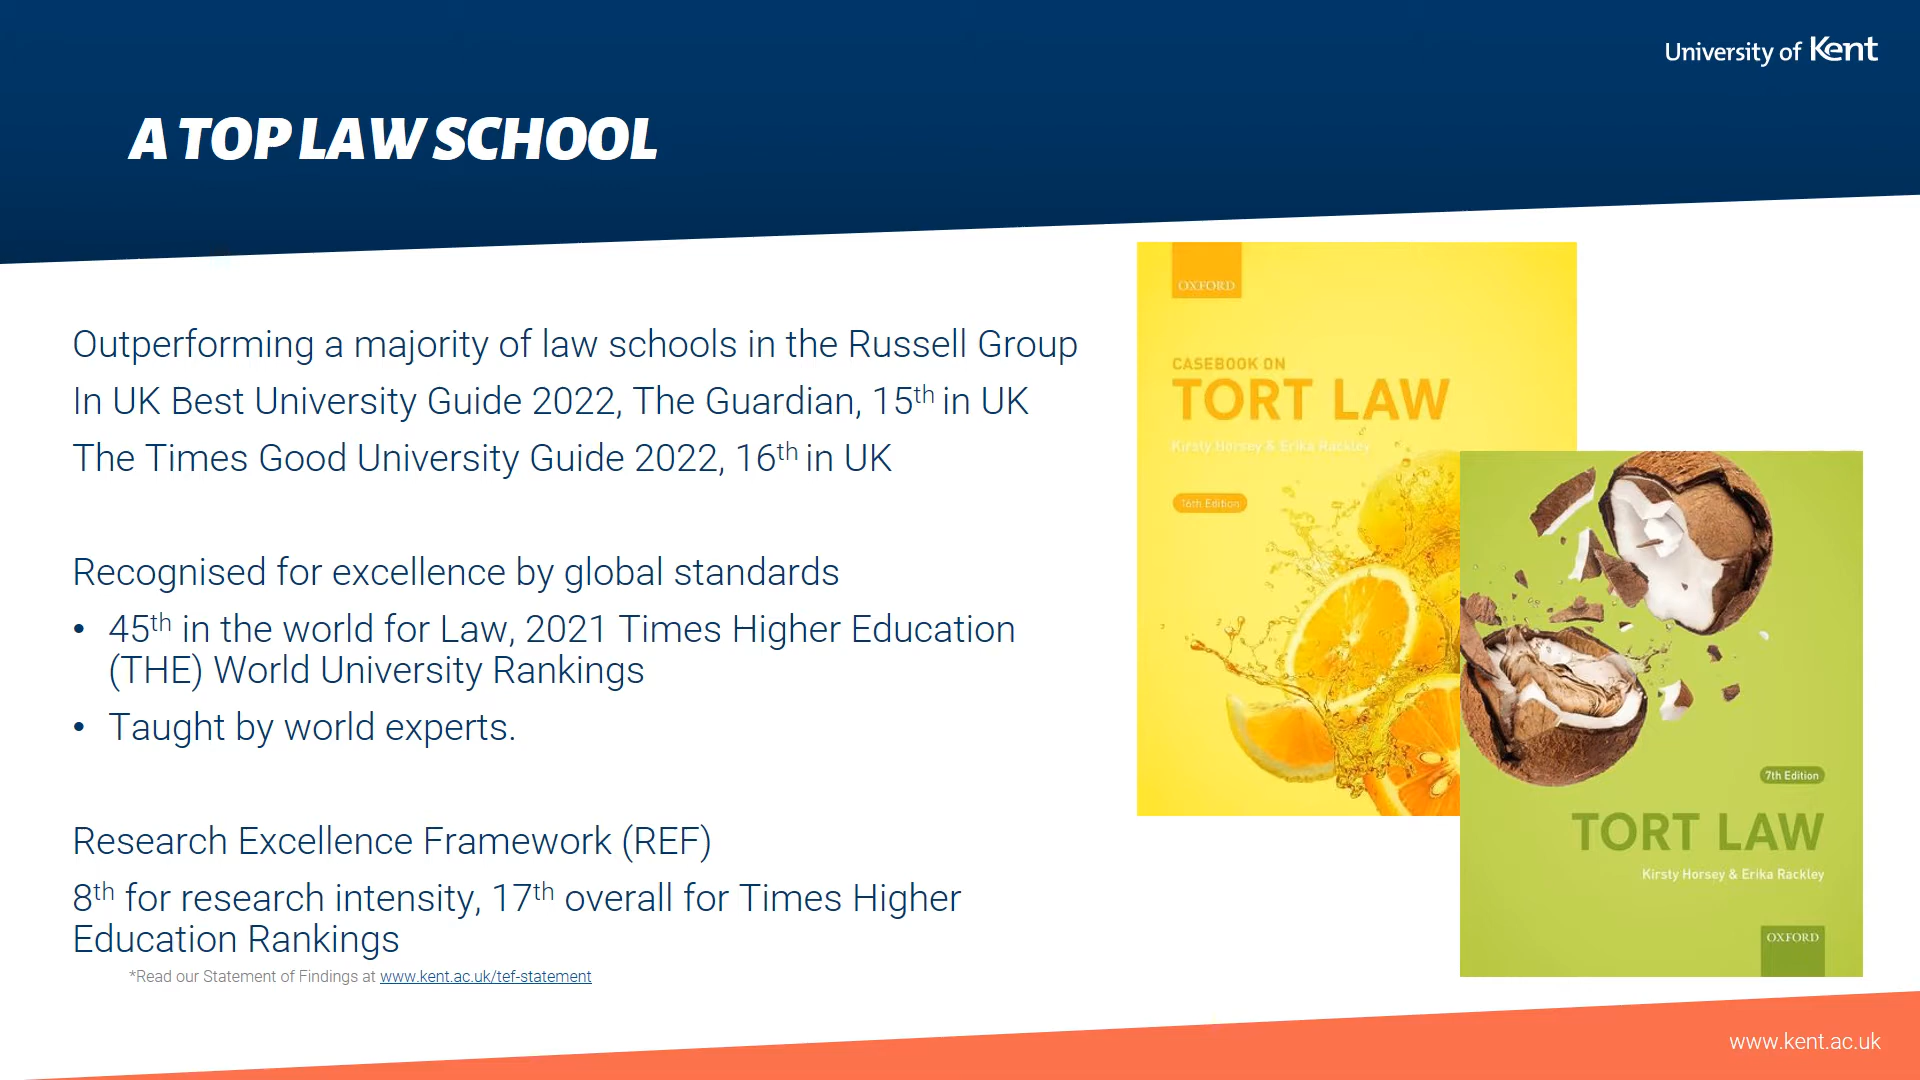 University of Kent
A TOP LAW SCHOOL
Outperforming a majority of law schools in the Russell Group
In UK Best University Guide 2022, The Guardian, 15th in UK
The Times Good University Guide 2022, 16th in UK
Recognised for excellence by global standards
• 45th in the world for Law, 2021 Times Higher Education
(THE) World University Rankings
• Taught by world experts.
Research Excellence Framework (REF)
8th for research intensity, 17th overall for Times Higher
Education Rankings
*Read our Statement of Findings at www.kent.ac.uk/tef-statement
OXFORD
CASEBOOK ON
TORT LAW
Kirsty Horsey & Erika Rackley
16th Edition
7th Edition
TORT LAW
Kirsty Horsey & Erika Rackley
OXFORD
www.kent.ac.uk